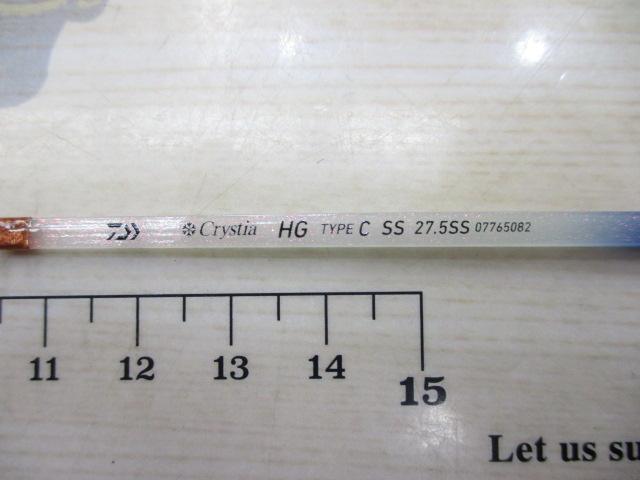 Crystia HG TYPE C SS 27.5SS 07765082
11 12 13 14 15
Let us su